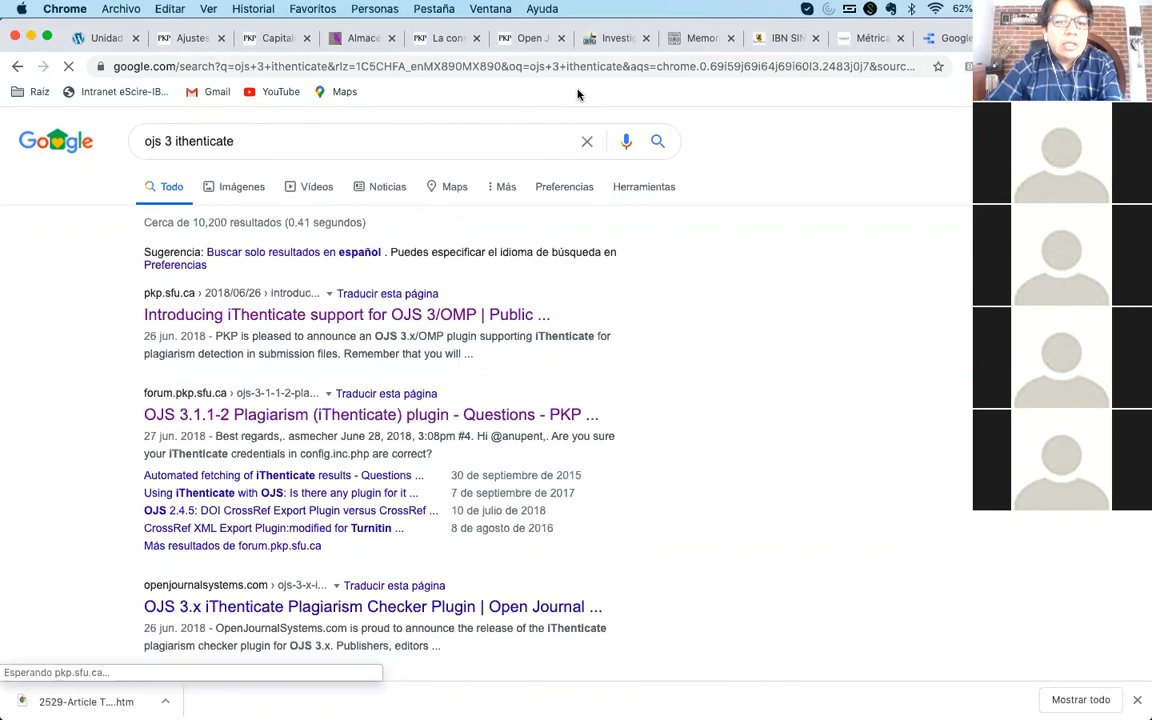 Chrome Archivo Editar Ver Historial Favoritos Personas Pestaña Ventana Ayuda 62%
Unidad PKP Ajustes PKP Capital Almace PKP La con PKP Open J Investi Memor IBN SIN Métrica Google
google.com/search?q=ojs+3+ithenticate&rlz=1C5CHFA_enMX890MX890&oq=ojs+3+ithenticate&aqs=chrome.0.69i59j69i64j69i60l3.2483j0j7&sourc...
Raíz Intranet eScire-IB... Gmail YouTube Maps
Google
ojs 3 ithenticate
Todo Imágenes Vídeos Noticias Maps Más Preferencias Herramientas
Cerca de 10,200 resultados (0.41 segundos)
Sugerencia: Buscar solo resultados en español . Puedes especificar el idioma de búsqueda en
Preferencias
pkp.sfu.ca › 2018/06/26 › introduc... Traducir esta página
Introducing iThenticate support for OJS 3/OMP | Public ...
26 jun. 2018 - PKP is pleased to announce an OJS 3.x/OMP plugin supporting iThenticate for
plagiarism detection in submission files. Remember that you will ...
forum.pkp.sfu.ca › ojs-3-1-1-2-pla... Traducir esta página
OJS 3.1.1-2 Plagiarism (iThenticate) plugin - Questions - PKP ...
27 jun. 2018 - Best regards,. asmecher June 28, 2018, 3:08pm #4. Hi @anupent,. Are you sure
your iThenticate credentials in config.inc.php are correct?
Automated fetching of iThenticate results - Questions ... 30 de septiembre de 2015
Using iThenticate with OJS: Is there any plugin for it ... 7 de septiembre de 2017
OJS 2.4.5: DOI CrossRef Export Plugin versus CrossRef ... 10 de julio de 2018
CrossRef XML Export Plugin:modified for Turnitin ... 8 de agosto de 2016
Más resultados de forum.pkp.sfu.ca
openjournalsystems.com › ojs-3-x-i... Traducir esta página
OJS 3.x iThenticate Plagiarism Checker Plugin | Open Journal ...
26 jun. 2018 - OpenJournalSystems.com is proud to announce the release of the iThenticate
plagiarism checker plugin for OJS 3.x. Publishers, editors ...
Esperando pkp.sfu.ca...
2529-Article T....htm Mostrar todo